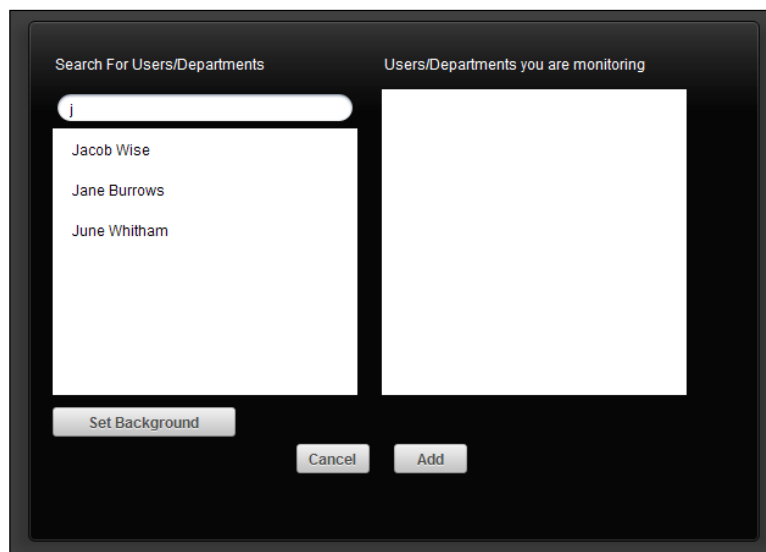 Search For Users/Departments
Users/Departments you are monitoring
j
Jacob Wise
Jane Burrows
June Whitham
Set Background
Cancel
Add